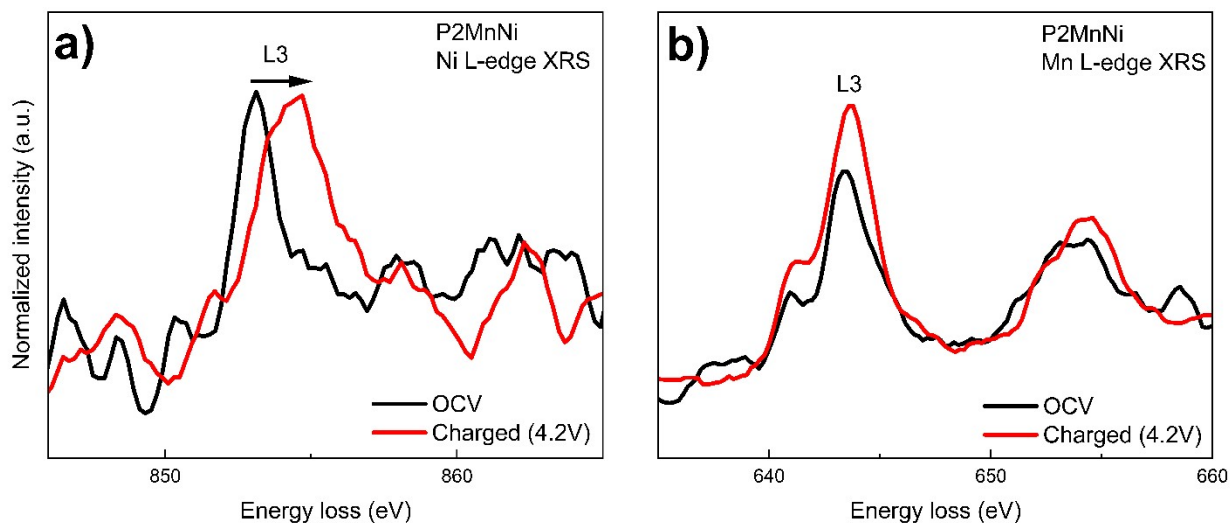 a)
L3
P2MnNi
Ni L-edge XRS
OCV
Charged (4.2V)
850
860
Energy loss (eV)
Normalized intensity (a.u.)
b)
L3
P2MnNi
Mn L-edge XRS
OCV
Charged (4.2V)
640
650
660
Energy loss (eV)